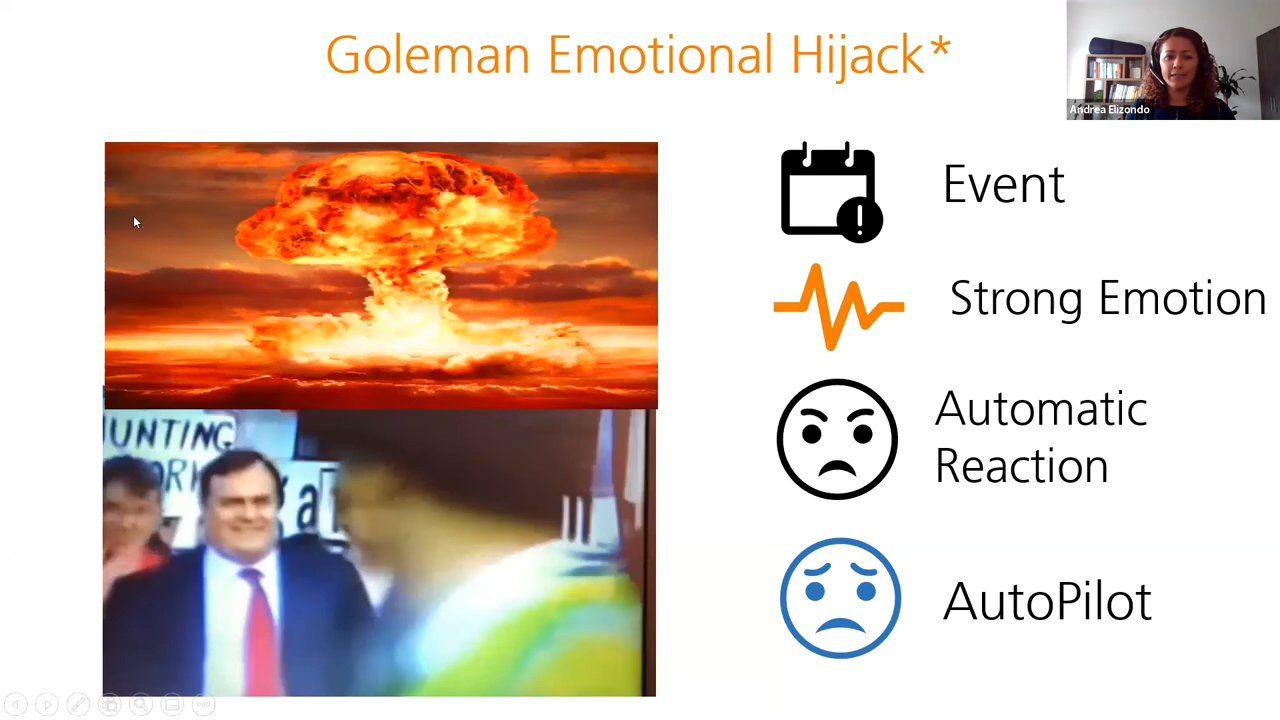 Goleman Emotional Hijack*
Andrea Elizondo
Event
Strong Emotion
Automatic
Reaction
AutoPilot
UNTING